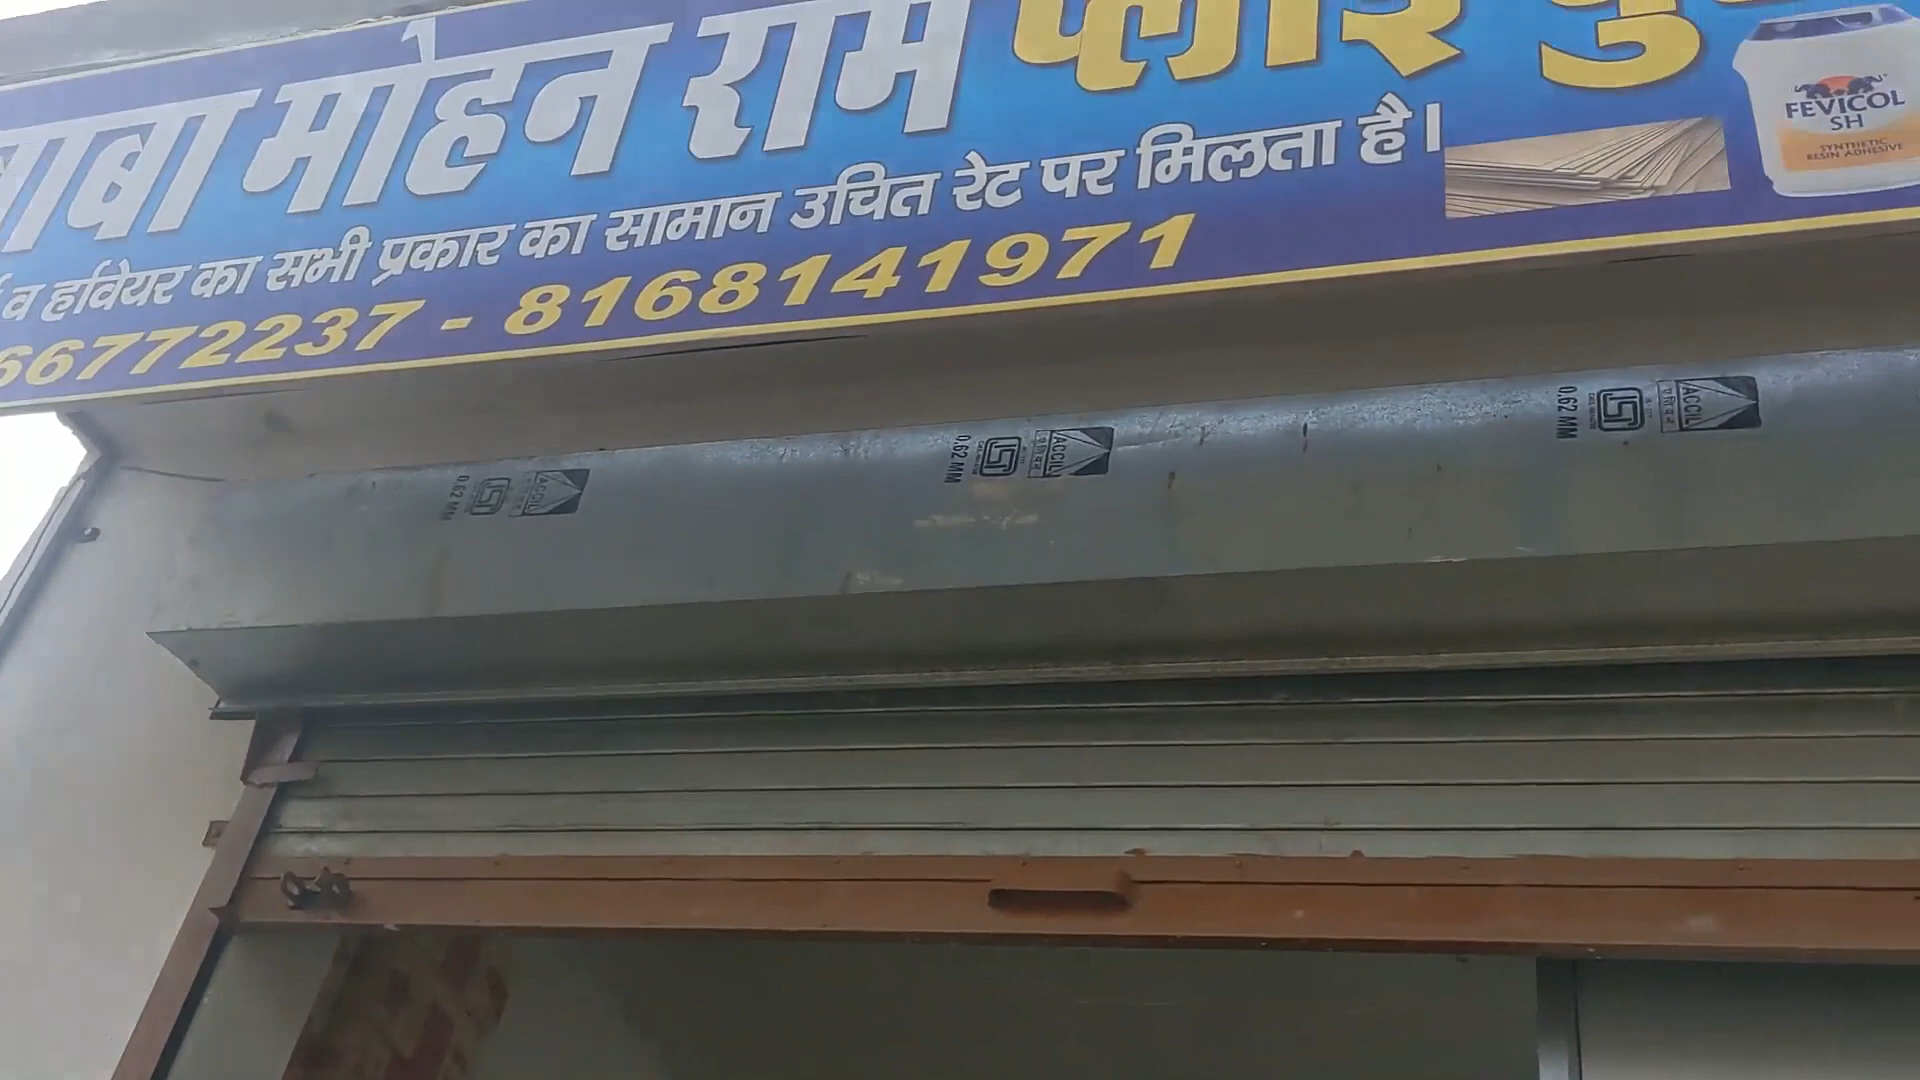 बाबा मोहन राम प्लाई
FEVICOL
SH
SYNTHETIC
RESIN ADHESIVE
व हार्डवेयर का सभी प्रकार का सामान उचित रेट पर मिलता है।
66772237 - 8168141971
ACCIL
0.62 MM
ACCIL
0.62 MM
ACCIL
0.62 MM